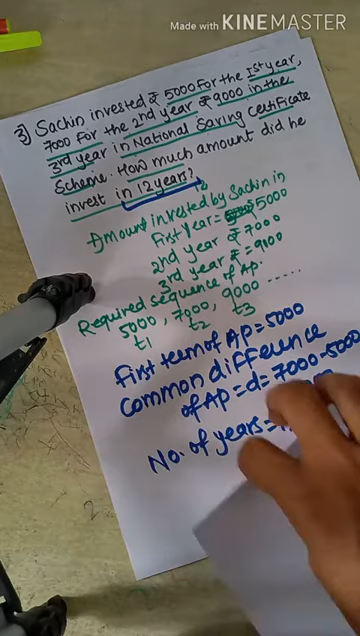 Made with KINEMASTER
3) Sachin invested ₹ 5000 For the 1st year,
7000 For the 2nd year ₹ 9000 in the
3rd year in National Saving Certificate
Scheme. How much amount did he
invest in 12 years?
Amount invested by Sachin in
First year = 5000
2nd year ₹ 7000
3rd year ₹ = 9100
Required sequence of Ap.
5000, 7000, 9000 .....
t1 t2 t3
First term of AP = 5000
Common difference
of AP = d = 7000-5000
No. of years =